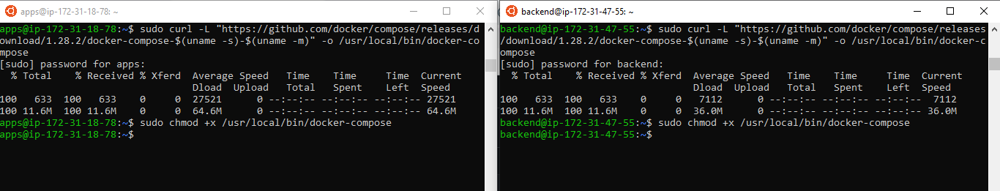 apps@ip-172-31-18-78: ~
apps@ip-172-31-18-78:~$ sudo curl -L "https://github.com/docker/compose/releases/d
ownload/1.28.2/docker-compose-$(uname -s)-$(uname -m)" -o /usr/local/bin/docker-co
mpose
[sudo] password for apps:
% Total % Received % Xferd Average Speed Time Time Time Current
Dload Upload Total Spent Left Speed
100 633 100 633 0 0 27521 0 --:--:-- --:--:-- --:--:-- 27521
100 11.6M 100 11.6M 0 0 64.6M 0 --:--:-- --:--:-- --:--:-- 64.6M
apps@ip-172-31-18-78:~$ sudo chmod +x /usr/local/bin/docker-compose
apps@ip-172-31-18-78:~$
backend@ip-172-31-47-55: ~
backend@ip-172-31-47-55:~$ sudo curl -L "https://github.com/docker/compose/releases
/download/1.28.2/docker-compose-$(uname -s)-$(uname -m)" -o /usr/local/bin/docker-c
ompose
[sudo] password for backend:
% Total % Received % Xferd Average Speed Time Time Time Current
Dload Upload Total Spent Left Speed
100 633 100 633 0 0 7112 0 --:--:-- --:--:-- --:--:-- 7112
100 11.6M 100 11.6M 0 0 36.0M 0 --:--:-- --:--:-- --:--:-- 36.0M
backend@ip-172-31-47-55:~$ sudo chmod +x /usr/local/bin/docker-compose
backend@ip-172-31-47-55:~$